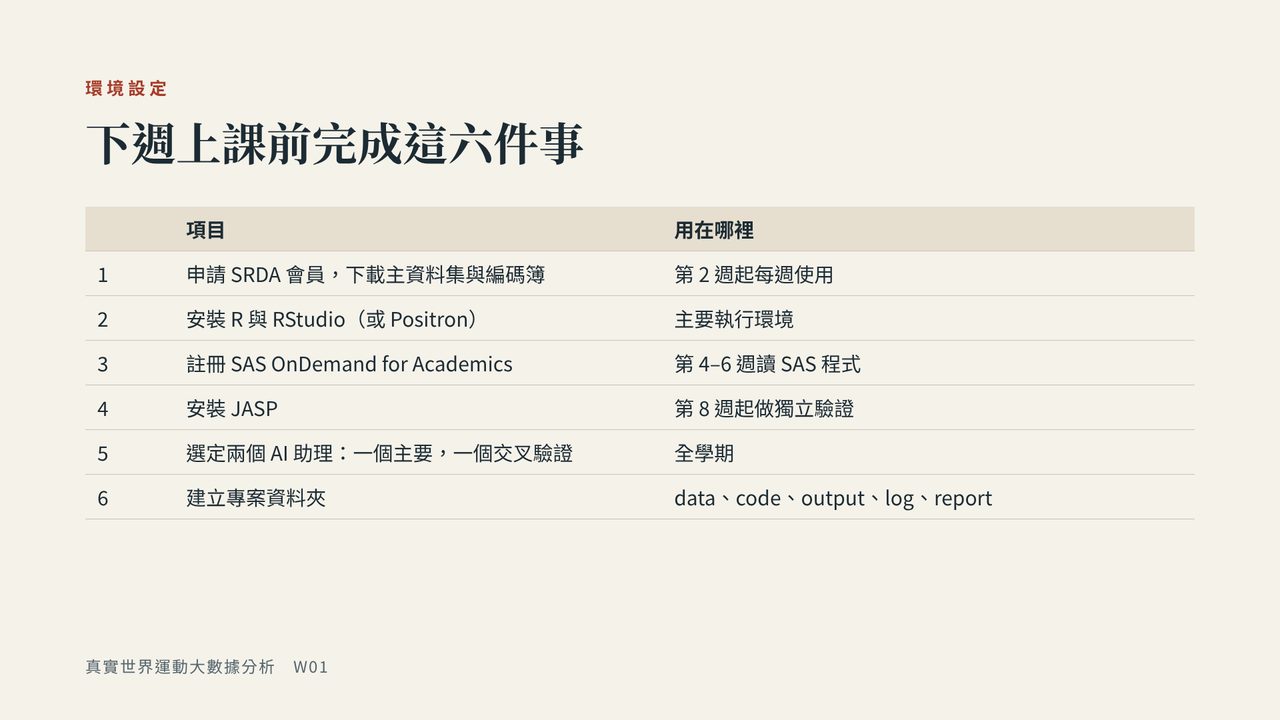 環境設定
下週上課前完成這六件事
項目 用在哪裡
1 申請 SRDA 會員，下載主資料集與編碼簿 第 2 週起每週使用
2 安裝 R 與 RStudio（或 Positron） 主要執行環境
3 註冊 SAS OnDemand for Academics 第 4–6 週讀 SAS 程式
4 安裝 JASP 第 8 週起做獨立驗證
5 選定兩個 AI 助理：一個主要，一個交叉驗證 全學期
6 建立專案資料夾 data、code、output、log、report
真實世界運動大數據分析 W01